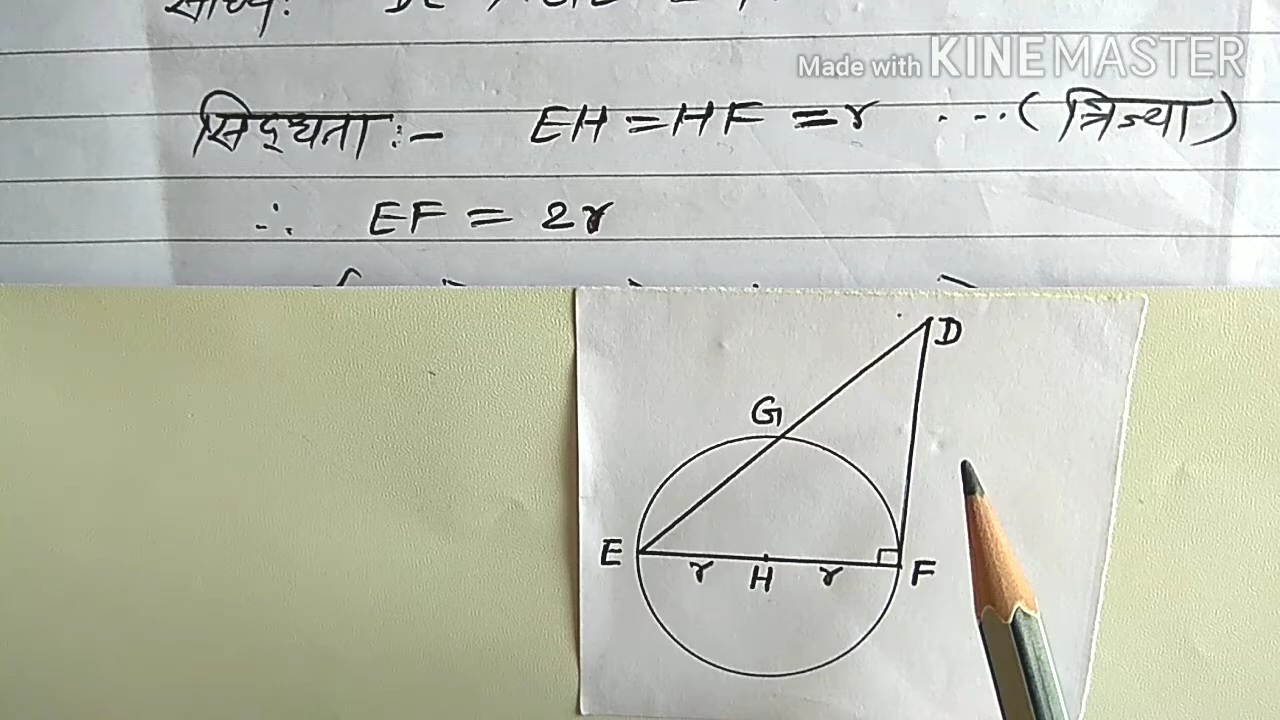 Made with KINEMASTER
सिद्धता :- EH = HF = r ...( त्रिज्या )
∴ EF = 2r
D
G
E r H r F